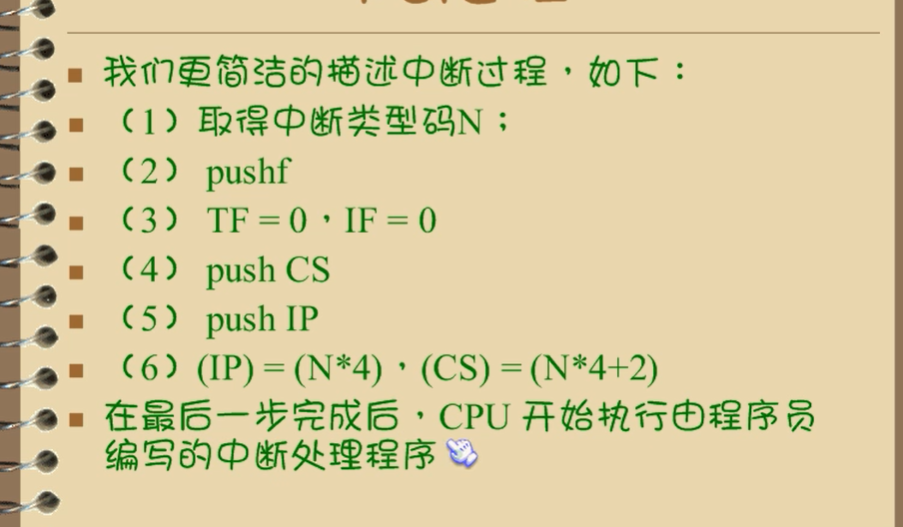 我们更简洁的描述中断过程，如下：
（1）取得中断类型码N；
（2） pushf
（3） TF = 0，IF = 0
（4） push CS
（5） push IP
（6）(IP) = (N*4)，(CS) = (N*4+2)
在最后一步完成后，CPU 开始执行由程序员
编写的中断处理程序